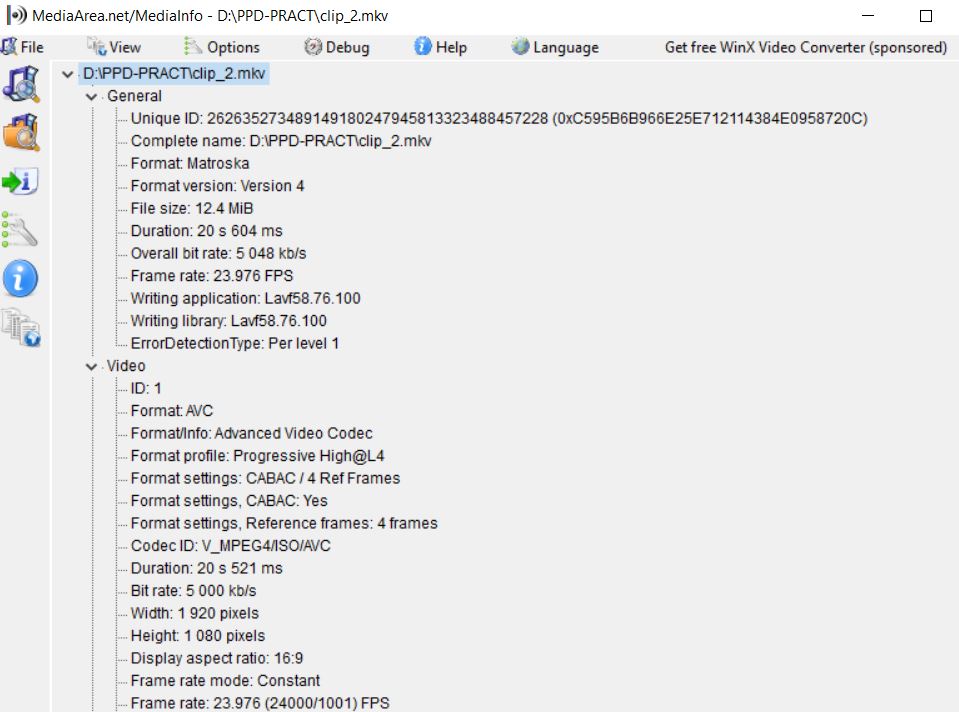 MediaArea.net/MediaInfo - D:\PPD-PRACT\clip_2.mkv
File View Options Debug Help Language Get free WinX Video Converter (sponsored)
D:\PPD-PRACT\clip_2.mkv
General
Unique ID: 262635273489149180247945813323488457228 (0xC595B6B966E25E712114384E0958720C)
Complete name: D:\PPD-PRACT\clip_2.mkv
Format: Matroska
Format version: Version 4
File size: 12.4 MiB
Duration: 20 s 604 ms
Overall bit rate: 5 048 kb/s
Frame rate: 23.976 FPS
Writing application: Lavf58.76.100
Writing library: Lavf58.76.100
ErrorDetectionType: Per level 1
Video
ID: 1
Format: AVC
Format/Info: Advanced Video Codec
Format profile: Progressive High@L4
Format settings: CABAC / 4 Ref Frames
Format settings, CABAC: Yes
Format settings, Reference frames: 4 frames
Codec ID: V_MPEG4/ISO/AVC
Duration: 20 s 521 ms
Bit rate: 5 000 kb/s
Width: 1 920 pixels
Height: 1 080 pixels
Display aspect ratio: 16:9
Frame rate mode: Constant
Frame rate: 23.976 (24000/1001) FPS